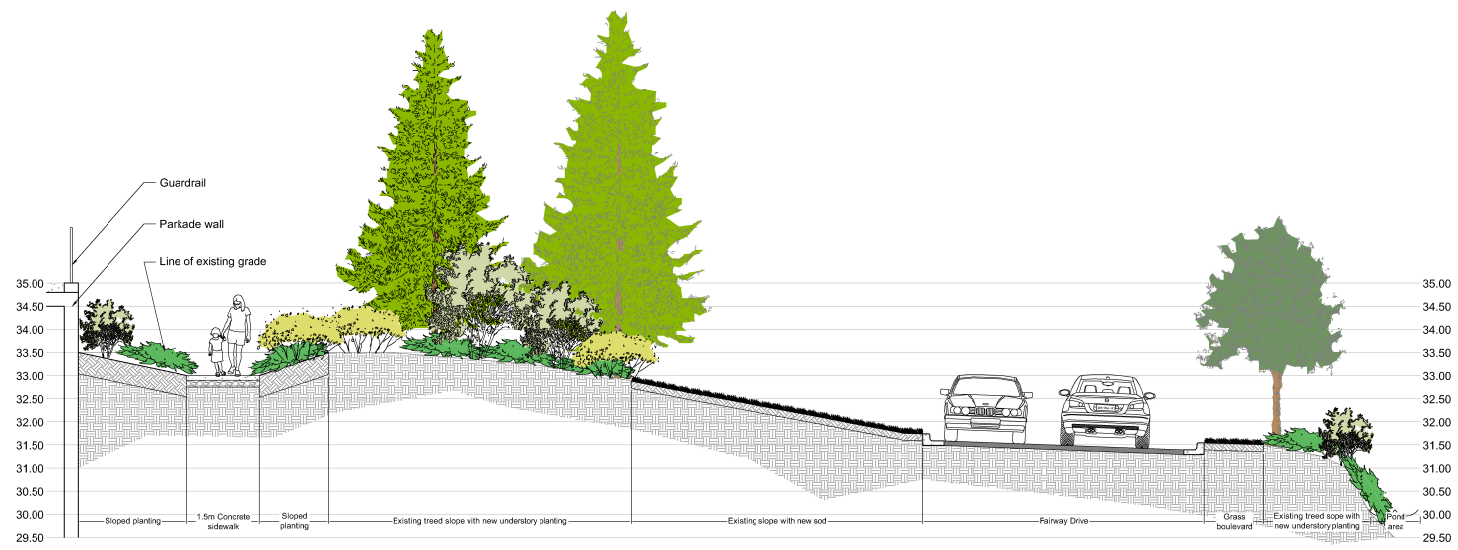 Guardrail
Parkade wall
Line of existing grade
35.00 35.00
34.50 34.50
34.00 34.00
33.50 33.50
33.00 33.00
32.50 32.50
32.00 32.00
31.50 31.50
31.00 31.00
30.50 30.50
30.00 30.00
29.50 29.50
Sloped planting
1.5m Concrete
sidewalk
Sloped
planting
Existing treed slope with new understory planting
Existing slope with new sod
Fairway Drive
Grass
boulevard
Existing treed slope with
new understory planting
Pond
area